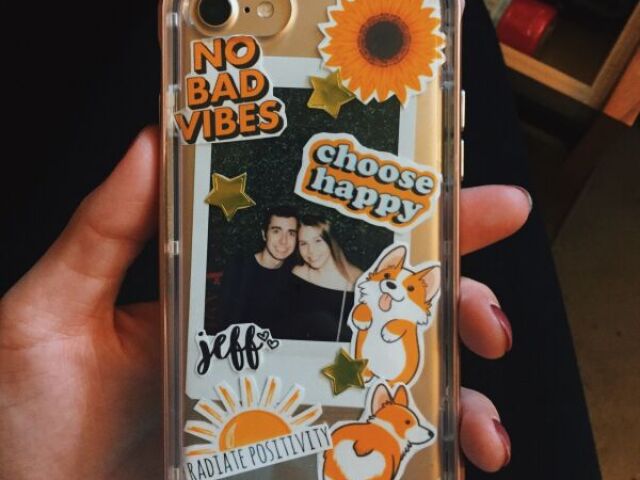 NO
BAD
VIBES
choose
happy
jeff
RADIATE POSITIVITY